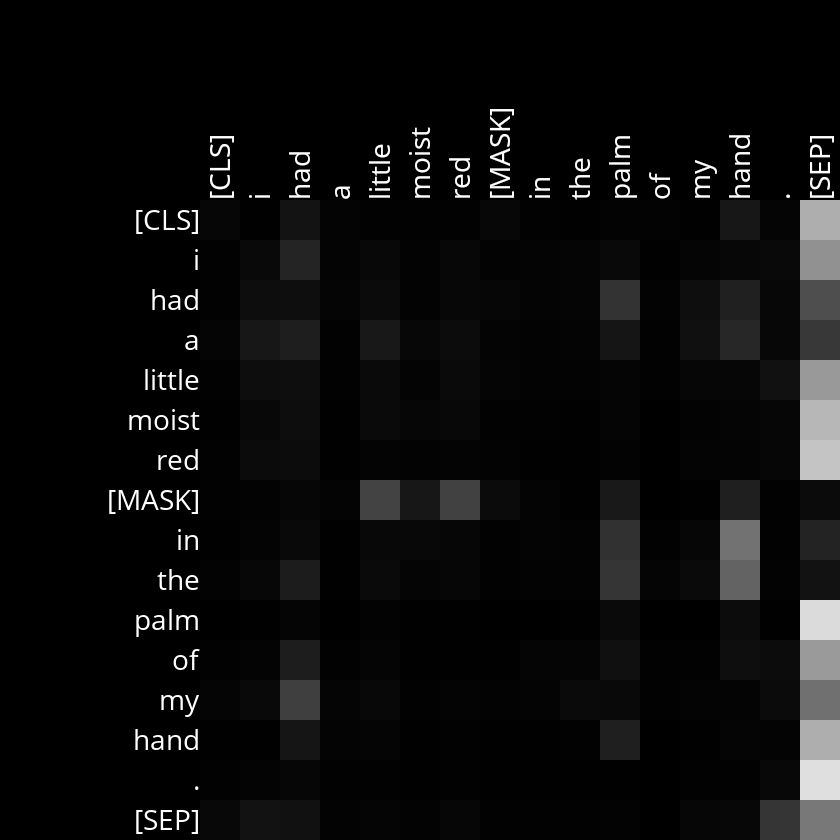 [CLS] i had a little moist red [MASK] in the palm of my hand . [SEP]
[CLS]
i
had
a
little
moist
red
[MASK]
in
the
palm
of
my
hand
.
[SEP]